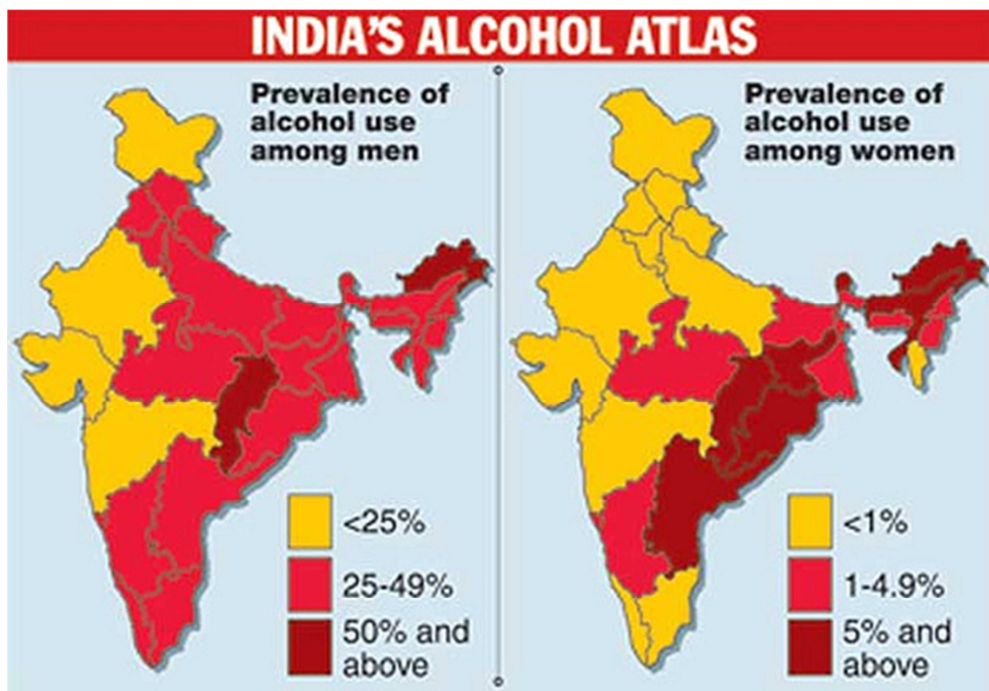 INDIA'S ALCOHOL ATLAS
Prevalence of
alcohol use
among men
<25%
25-49%
50% and
above
Prevalence of
alcohol use
among women
<1%
1-4.9%
5% and
above